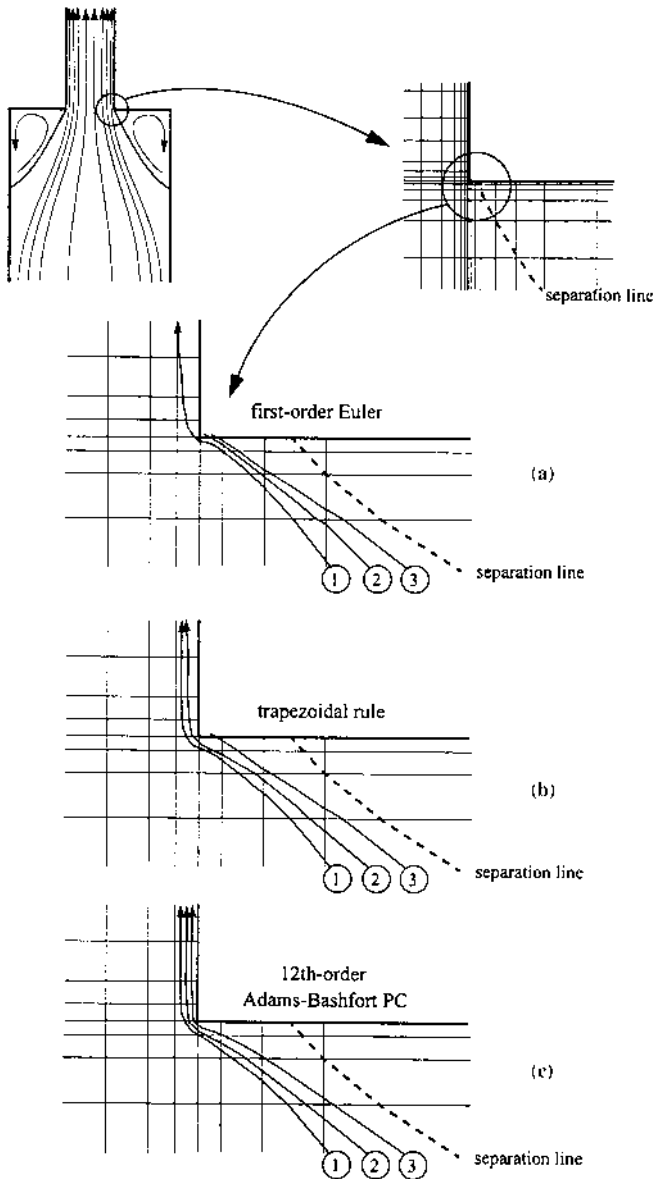 separation line
first-order Euler
(a)
1 2 3
separation line
trapezoidal rule
(b)
1 2 3
separation line
12th-order
Adams-Bashfort PC
(c)
1 2 3
separation line